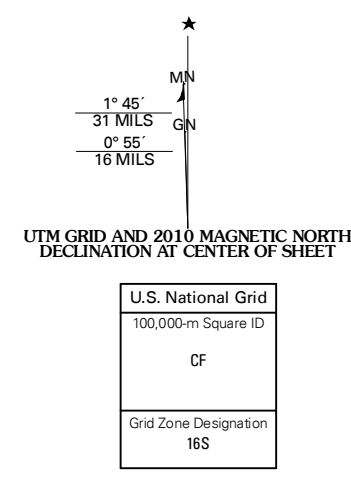 ★
MN
1° 45´
31 MILS
GN
0° 55´
16 MILS
UTM GRID AND 2010 MAGNETIC NORTH
DECLINATION AT CENTER OF SHEET
U.S. National Grid
100,000-m Square ID
CF
Grid Zone Designation
16S